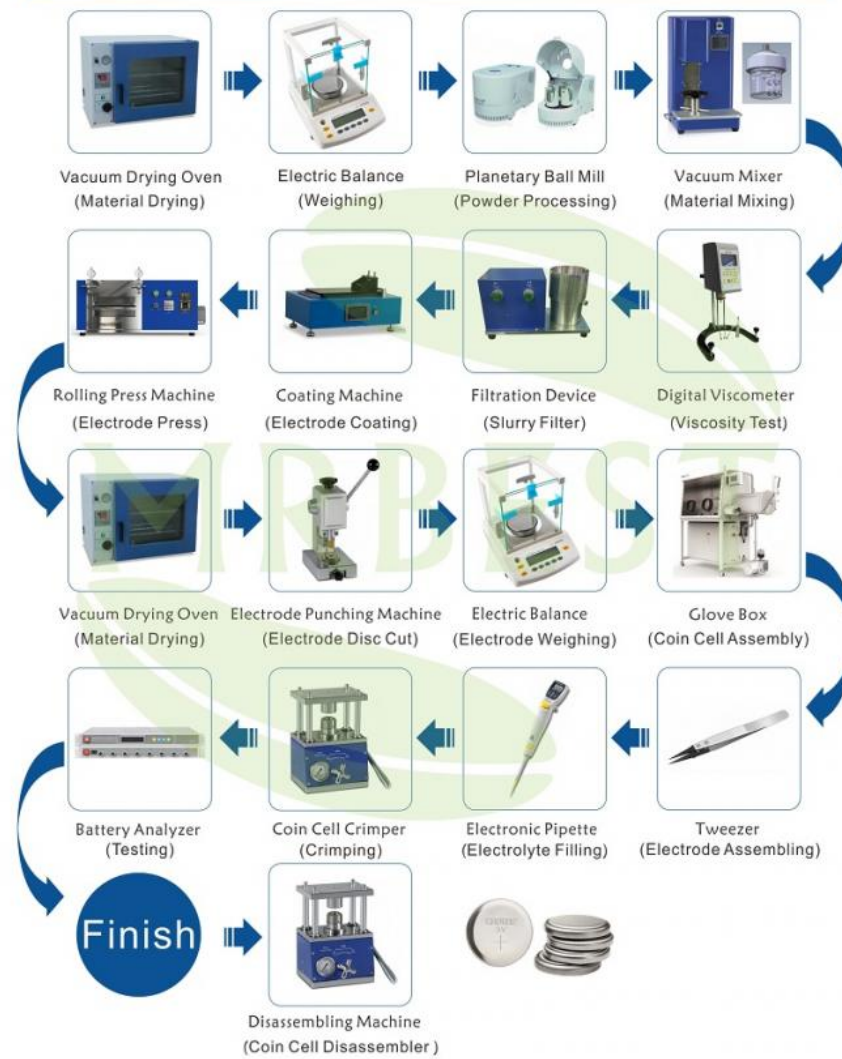 Vacuum Drying Oven
(Material Drying)
Electric Balance
(Weighing)
Planetary Ball Mill
(Powder Processing)
Vacuum Mixer
(Material Mixing)
Rolling Press Machine
(Electrode Press)
Coating Machine
(Electrode Coating)
Filtration Device
(Slurry Filter)
Digital Viscometer
(Viscosity Test)
MRBEST
Vacuum Drying Oven
(Material Drying)
Electrode Punching Machine
(Electrode Disc Cut)
Electric Balance
(Electrode Weighing)
Glove Box
(Coin Cell Assembly)
Battery Analyzer
(Testing)
Coin Cell Crimper
(Crimping)
Electronic Pipette
(Electrolyte Filling)
Tweezer
(Electrode Assembling)
Finish
Disassembling Machine
(Coin Cell Disassembler )